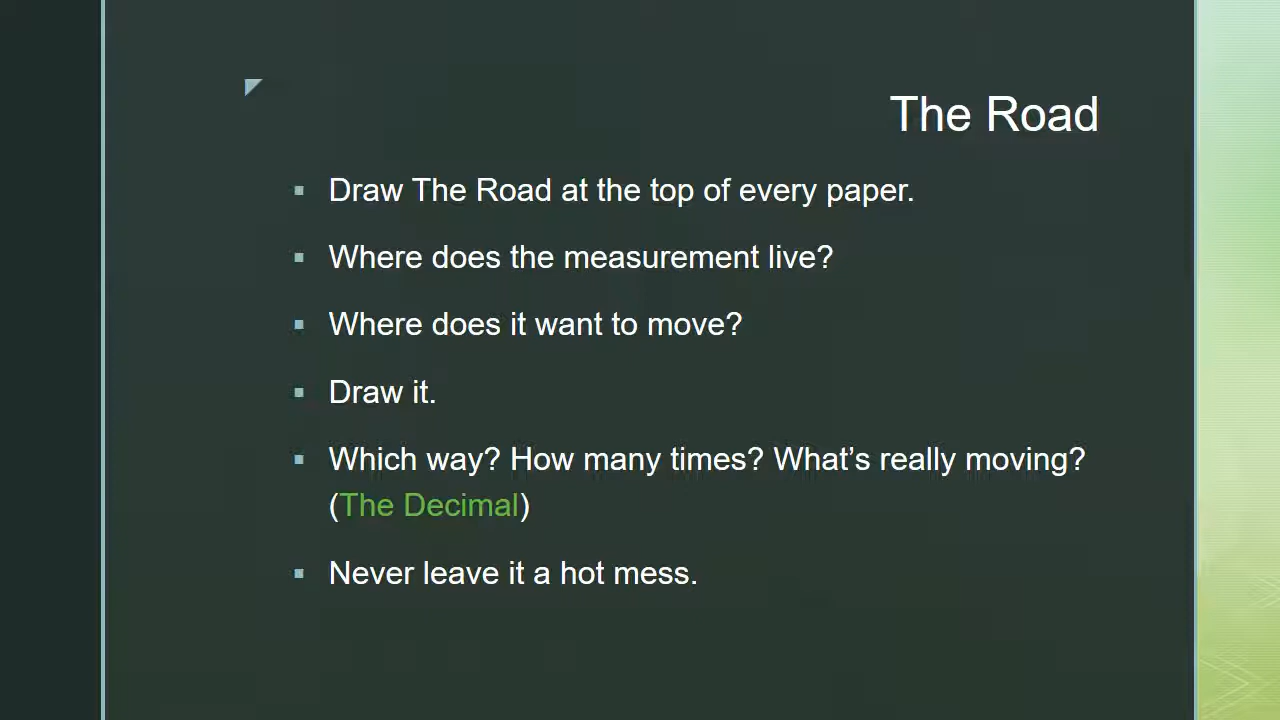 The Road
▪ Draw The Road at the top of every paper.
▪ Where does the measurement live?
▪ Where does it want to move?
▪ Draw it.
▪ Which way? How many times? What’s really moving?
(The Decimal)
▪ Never leave it a hot mess.